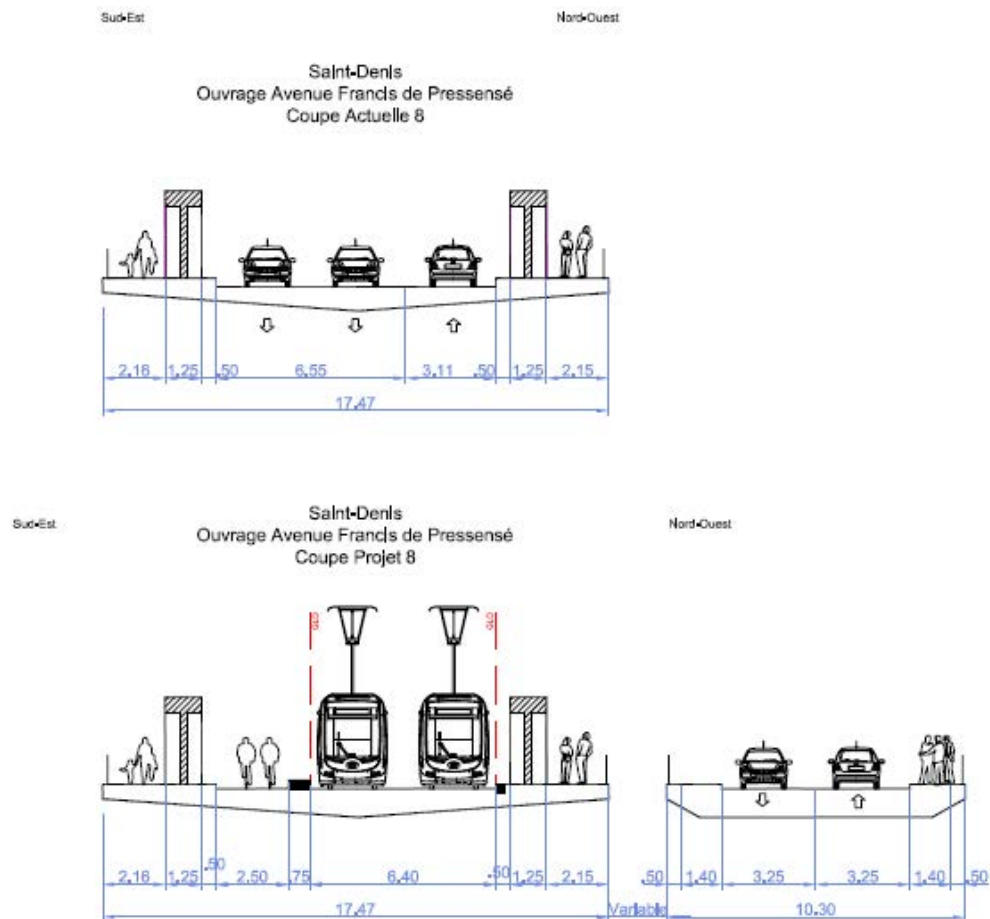 Sud-Est
Nord-Ouest
Saint-Denis
Ouvrage Avenue Francis de Pressensé
Coupe Actuelle 8
2.16 1.25 .50 6.55 3.11 .50 1.25 2.15
17.47
Sud-Est
Saint-Denis
Nord-Ouest
Ouvrage Avenue Francis de Pressensé
Coupe Projet 8
2.16 1.25 .50 2.50 .75 6.40 .50 1.25 2.15
.50 1.40 3.25 3.25 1.40 .50
17.47 Variable 10.30